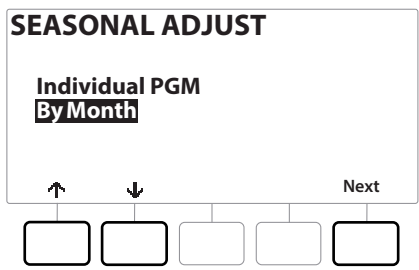 SEASONAL ADJUST
Individual PGM
By Month
↑ ↓ Next